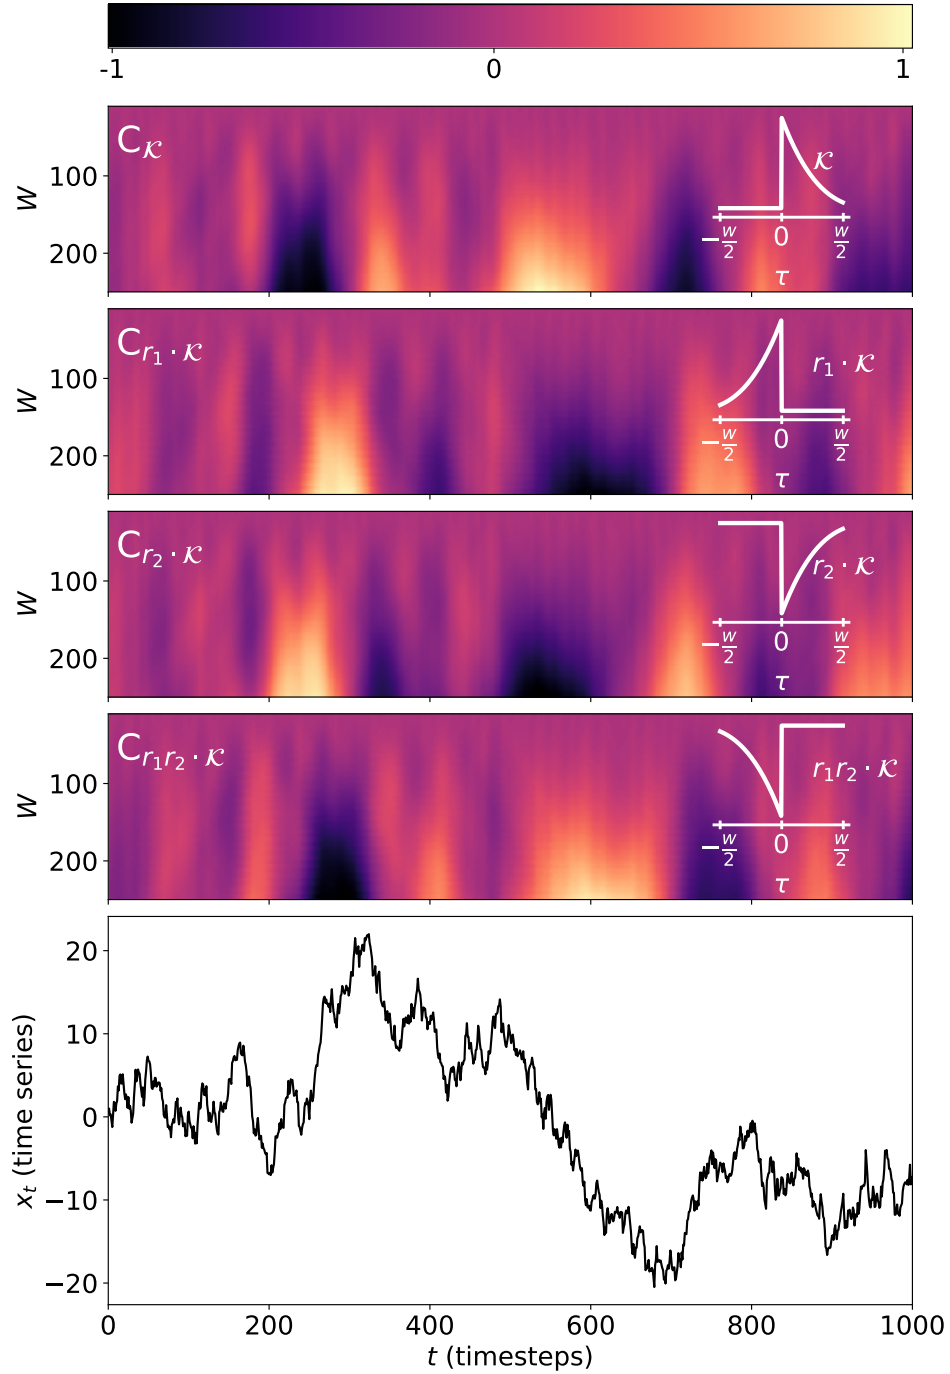 -1 0 1
C𝒦
100
200
W
𝒦
−w/2 0 w/2
τ
C r₁ · 𝒦
100
200
W
r₁ · 𝒦
−w/2 0 w/2
τ
C r₂ · 𝒦
100
200
W
r₂ · 𝒦
−w/2 0 w/2
τ
C r₁r₂ · 𝒦
100
200
W
r₁r₂ · 𝒦
−w/2 0 w/2
τ
20
10
0
−10
−20
xₜ (time series)
0 200 400 600 800 1000
t (timesteps)